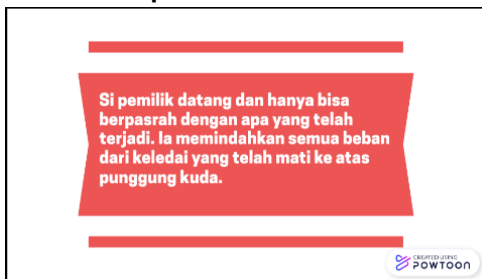 Si pemilik datang dan hanya bisa
berpasrah dengan apa yang telah
terjadi. Ia memindahkan semua beban
dari keledai yang telah mati ke atas
punggung kuda.
CREATED USING
POWTOON